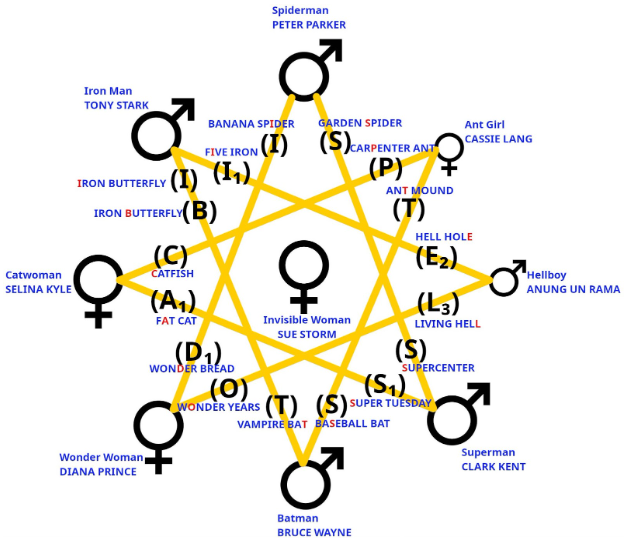 Spiderman
PETER PARKER
Iron Man
TONY STARK
BANANA SPIDER
(I)
GARDEN SPIDER
(S)
Ant Girl
CASSIE LANG
FIVE IRON
(I₁)
CARPENTER ANT
(P)
IRON BUTTERFLY (I)
ANT MOUND
(T)
IRON BUTTERFLY (B)
HELL HOLE
(E₂)
(C)
CATFISH
Catwoman
SELINA KYLE
Hellboy
ANUNG UN RAMA
(A₁)
FAT CAT
(L₃)
LIVING HELL
Invisible Woman
SUE STORM
(D₁)
WONDER BREAD
(S)
SUPERCENTER
(O)
WONDER YEARS
(S₁)
SUPER TUESDAY
(T)
VAMPIRE BAT
(S)
BASEBALL BAT
Wonder Woman
DIANA PRINCE
Superman
CLARK KENT
Batman
BRUCE WAYNE